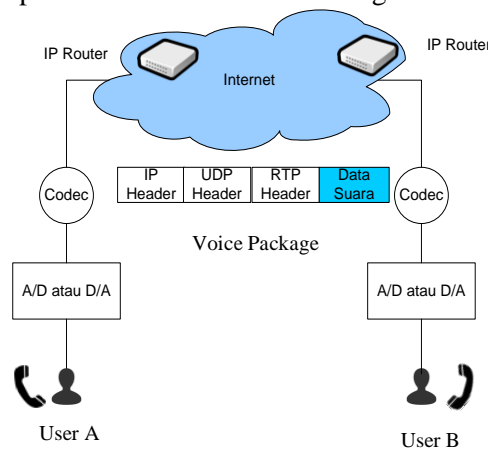 IP Router
IP Router
Internet
IP Header
UDP Header
RTP Header
Data Suara
Codec
Codec
Voice Package
A/D atau D/A
A/D atau D/A
User A
User B